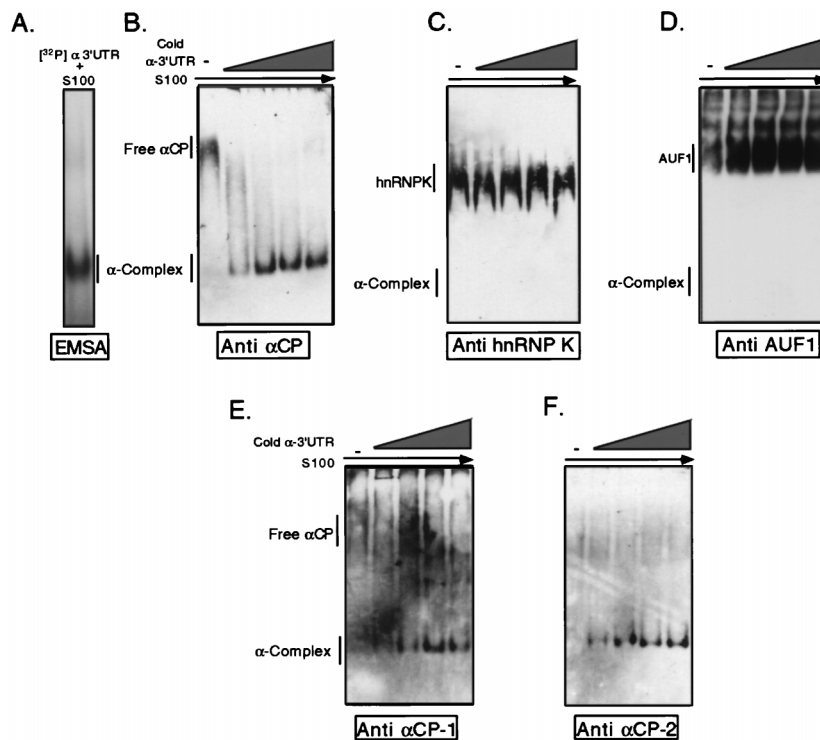 A.
[³²P] α 3'UTR
+
S100
EMSA
B.
Cold
α-3'UTR -
S100
Free αCP
α-Complex
Anti αCP
C.
-
hnRNPK
α-Complex
Anti hnRNP K
D.
-
AUF1
α-Complex
Anti AUF1
E.
Cold α-3'UTR -
S100
Free αCP
α-Complex
Anti αCP-1
F.
-
Anti αCP-2